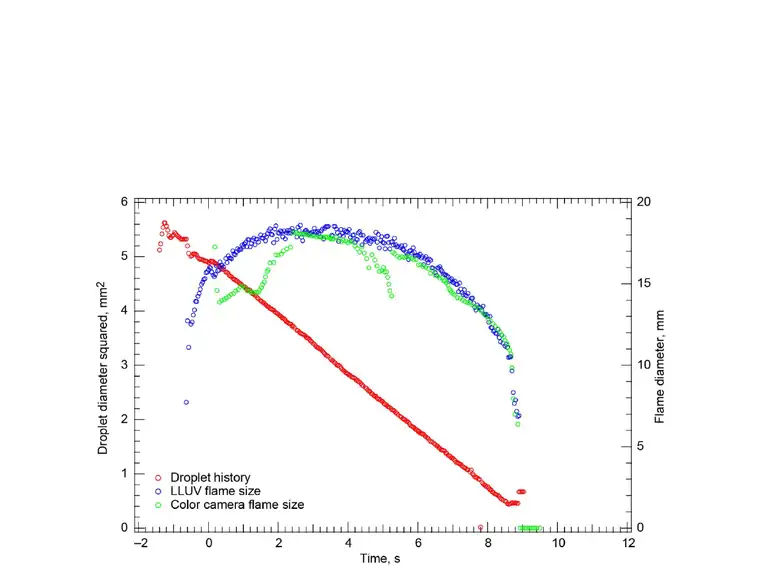 6
5
4
3
2
1
0
Droplet diameter squared, mm2
20
15
10
5
0
Flame diameter, mm
Droplet history
LLUV flame size
Color camera flame size
–2 0 2 4 6 8 10 12
Time, s